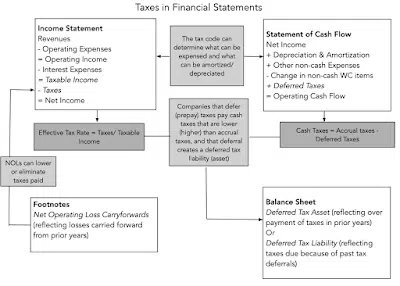 Taxes in Financial Statements
Income Statement
Revenues
- Operating Expenses
= Operating Income
- Interest Expenses
= Taxable Income
- Taxes
= Net Income
The tax code can
determine what can be
expensed and what
can be amortized/
depreciated
Statement of Cash Flow
Net Income
+ Depreciation & Amortization
+ Other non-cash Expenses
- Change in non-cash WC items
+ Deferred Taxes
= Operating Cash Flow
Effective Tax Rate = Taxes/ Taxable
Income
Companies that defer
(prepay) taxes pay cash
taxes that are lower
(higher) than accrual
taxes, and that deferral
creates a deferred tax
liability (asset)
Cash Taxes = Accrual taxes -
Deferred Taxes
NOLs can lower
or eliminate
taxes paid
Footnotes
Net Operating Loss Carryforwards
(reflecting losses carried forward
from prior years)
Balance Sheet
Deferred Tax Asset (reflecting over
payment of taxes in prior years)
Or
Deferred Tax Liability (reflecting
taxes due because of past tax
deferrals)